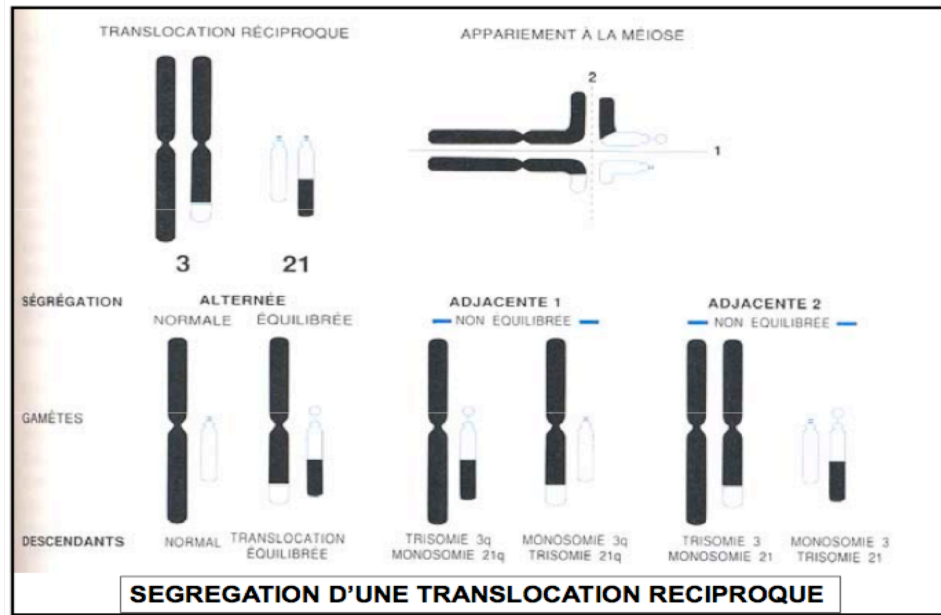 TRANSLOCATION RÉCIPROQUE
APPARIEMENT À LA MÉIOSE
2
1
3 21
SÉGRÉGATION
ALTERNÉE
NORMALE ÉQUILIBRÉE
ADJACENTE 1
NON ÉQUILIBRÉE
ADJACENTE 2
NON ÉQUILIBRÉE
GAMÈTES
DESCENDANTS
NORMAL
TRANSLOCATION
ÉQUILIBRÉE
TRISOMIE 3q
MONOSOMIE 21q
MONOSOMIE 3q
TRISOMIE 21q
TRISOMIE 3
MONOSOMIE 21
MONOSOMIE 3
TRISOMIE 21
SEGREGATION D'UNE TRANSLOCATION RECIPROQUE